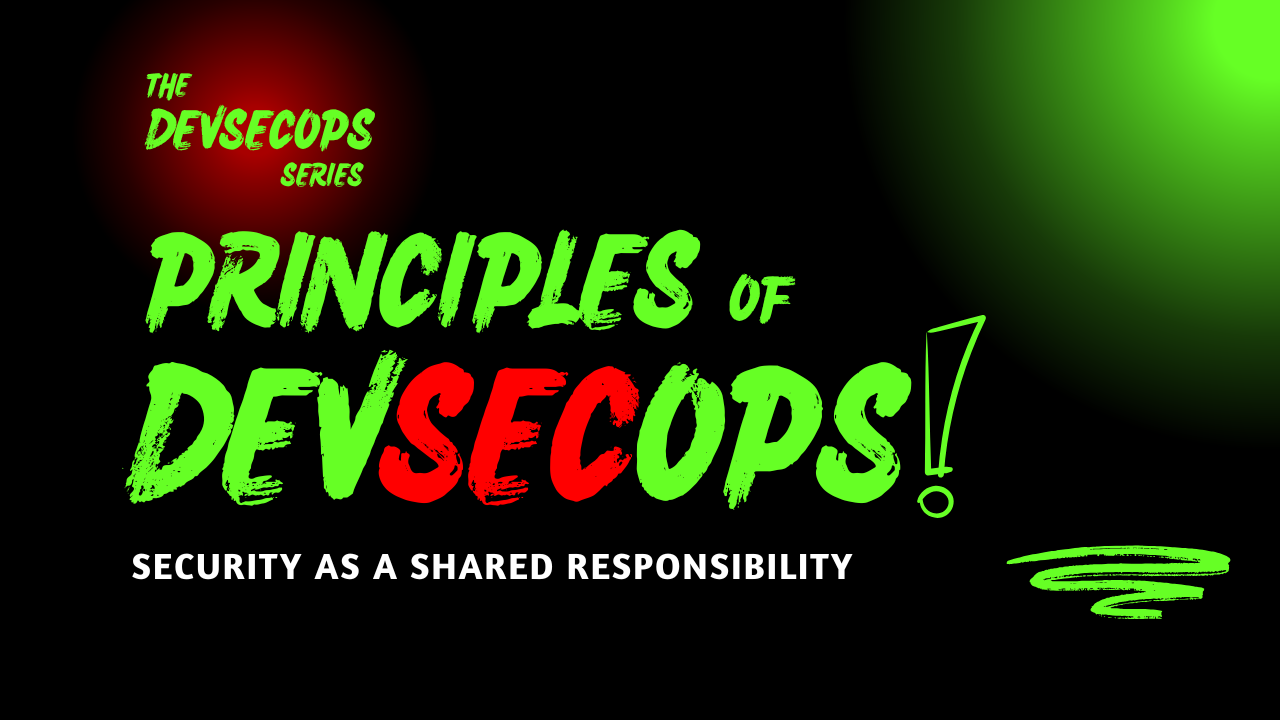 THE
DEVSECOPS
SERIES
PRINCIPLES OF
DEVSECOPS!
SECURITY AS A SHARED RESPONSIBILITY